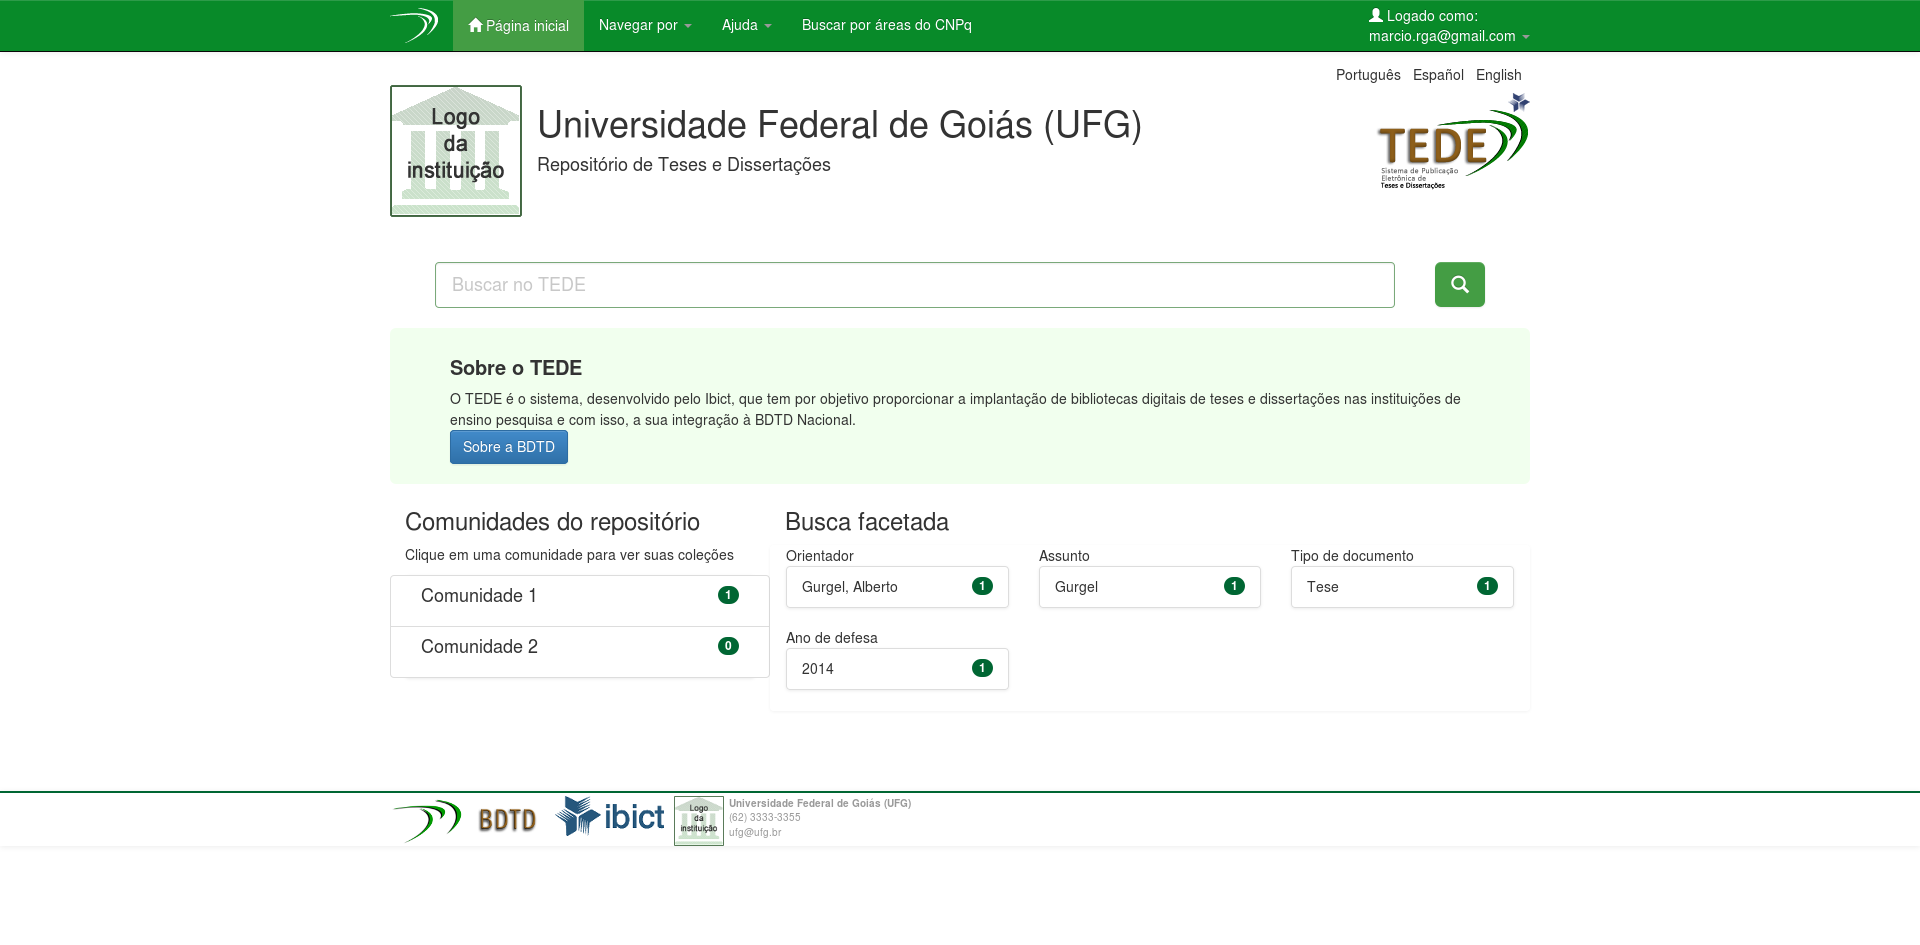 Página inicial
Navegar por
Ajuda
Buscar por áreas do CNPq
Logado como:
marcio.rga@gmail.com
Português Español English
Logo
da
instituição
Universidade Federal de Goiás (UFG)
Repositório de Teses e Dissertações
TEDE
Sistema de Publicação
Eletrônica de
Teses e Dissertações
Buscar no TEDE
Sobre o TEDE
O TEDE é o sistema, desenvolvido pelo Ibict, que tem por objetivo proporcionar a implantação de bibliotecas digitais de teses e dissertações nas instituições de
ensino pesquisa e com isso, a sua integração à BDTD Nacional.
Sobre a BDTD
Comunidades do repositório
Clique em uma comunidade para ver suas coleções
Comunidade 1 1
Comunidade 2 0
Busca facetada
Orientador
Gurgel, Alberto 1
Assunto
Gurgel 1
Tipo de documento
Tese 1
Ano de defesa
2014 1
BDTD
ibict
Logo
da
instituição
Universidade Federal de Goiás (UFG)
(62) 3333-3355
ufg@ufg.br